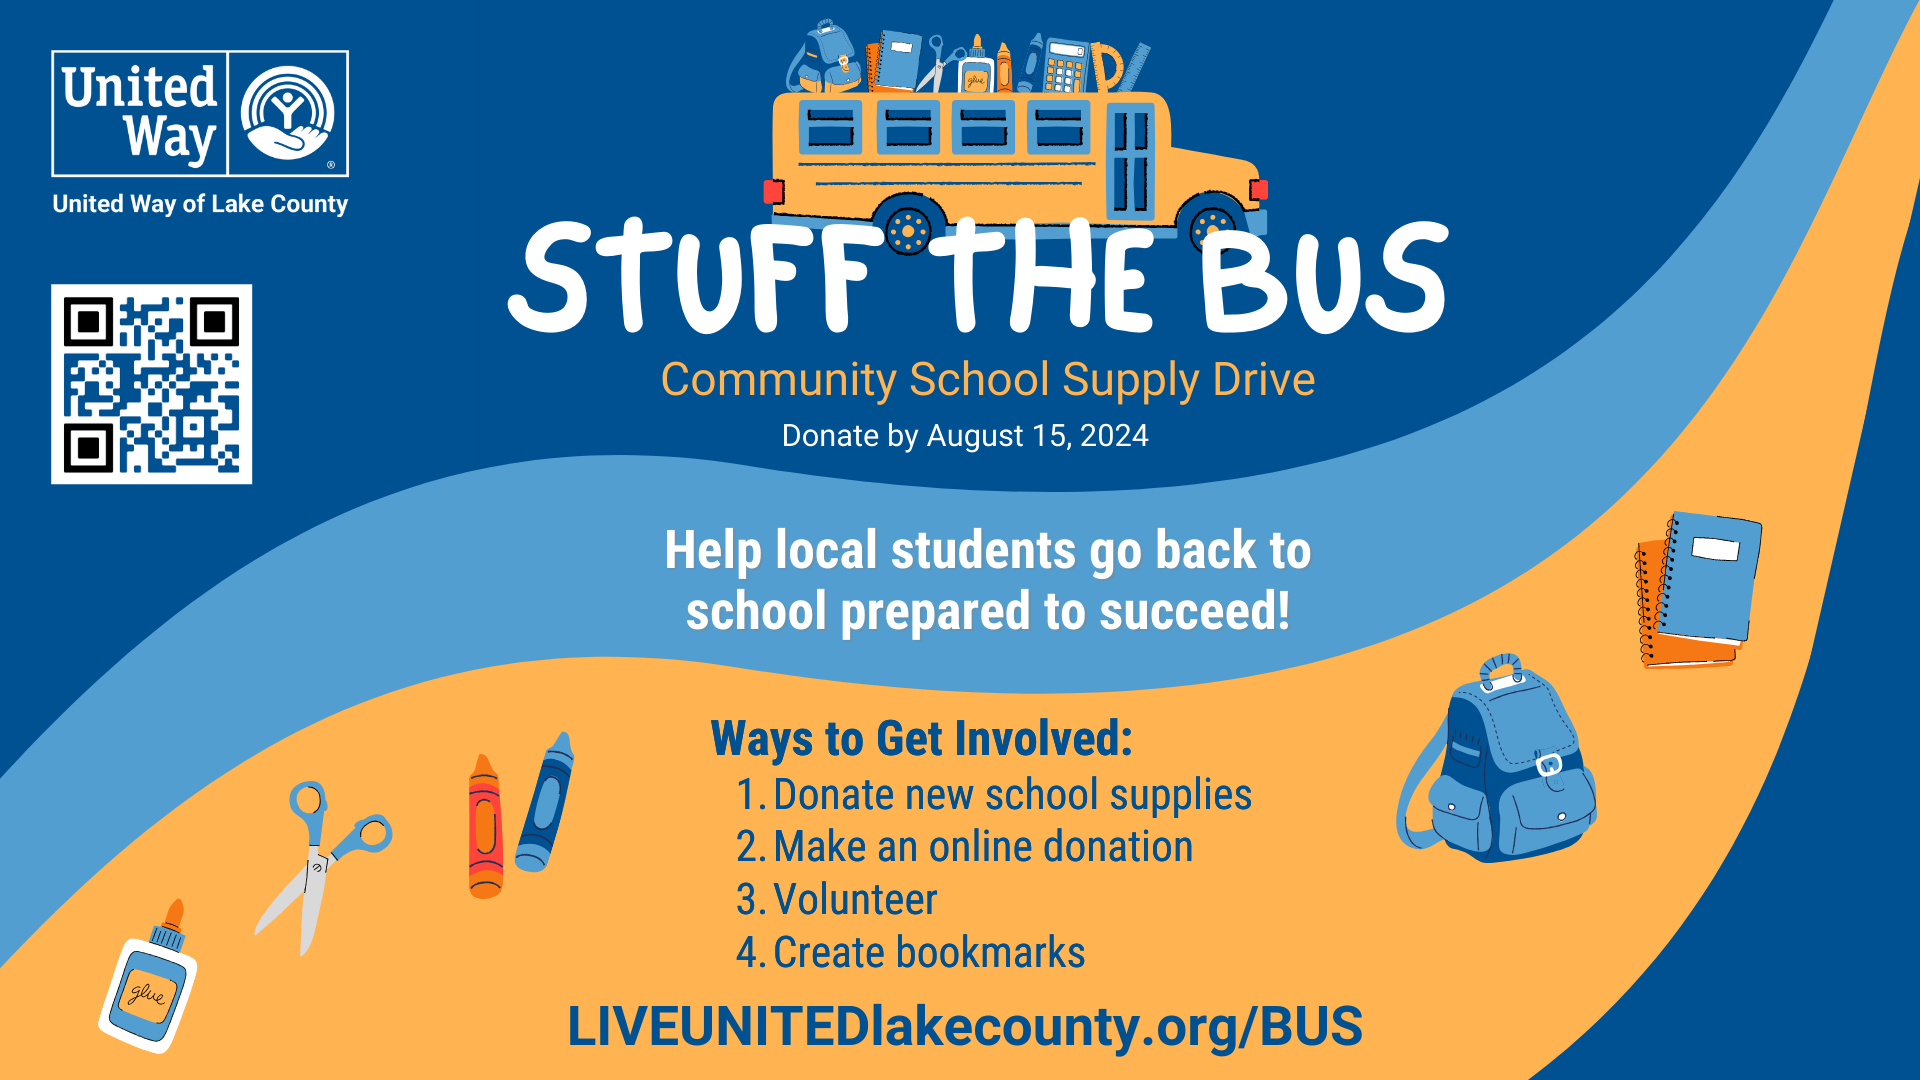 United
Way
®
United Way of Lake County
glue
STUFF THE BUS
Community School Supply Drive
Donate by August 15, 2024
Help local students go back to
school prepared to succeed!
Ways to Get Involved:
1. Donate new school supplies
2. Make an online donation
3. Volunteer
4. Create bookmarks
glue
LIVEUNITEDlakecounty.org/BUS